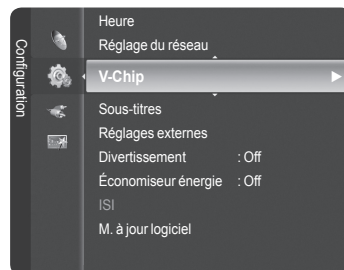 Configuration
Heure
Réglage du réseau
V-Chip
Sous-titres
Réglages externes
Divertissement : Off
Économiseur énergie : Off
ISI
M. à jour logiciel